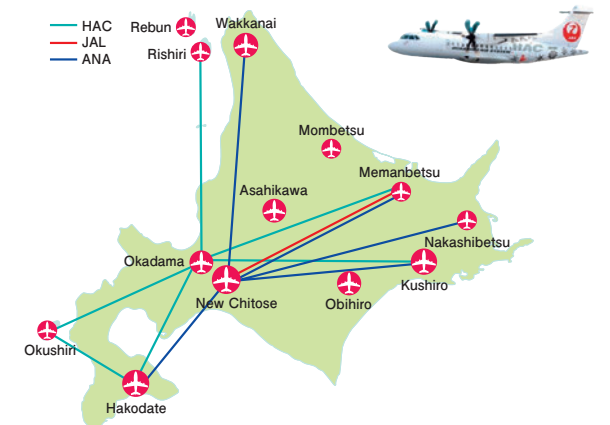 HAC
JAL
ANA
Rebun
Wakkanai
Rishiri
HAC
Mombetsu
Memanbetsu
Asahikawa
Nakashibetsu
Okadama
Kushiro
New Chitose
Obihiro
Okushiri
Hakodate